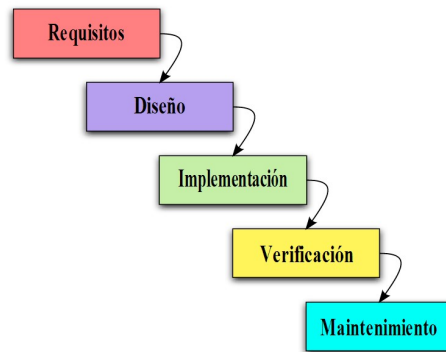 Requisitos
Diseño
Implementación
Verificación
Maintenimiento